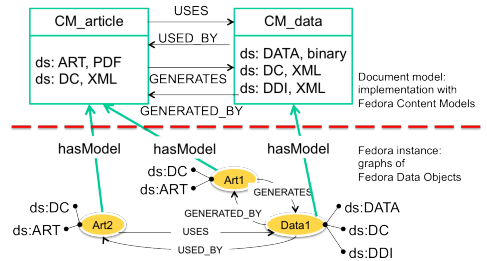 USES
CM_article
CM_data
USED_BY
ds: ART, PDF
ds: DC, XML
ds: DATA, binary
ds: DC, XML
ds: DDI, XML
GENERATES
GENERATED_BY
Document model:
implementation with
Fedora Content Models
hasModel
hasModel
hasModel
Fedora instance:
graphs of
Fedora Data Objects
ds:DC
ds:ART
Art1
GENERATES
ds:DC
ds:ART
Art2
GENERATED_BY
USES
USED_BY
Data1
ds:DATA
ds:DC
ds:DDI